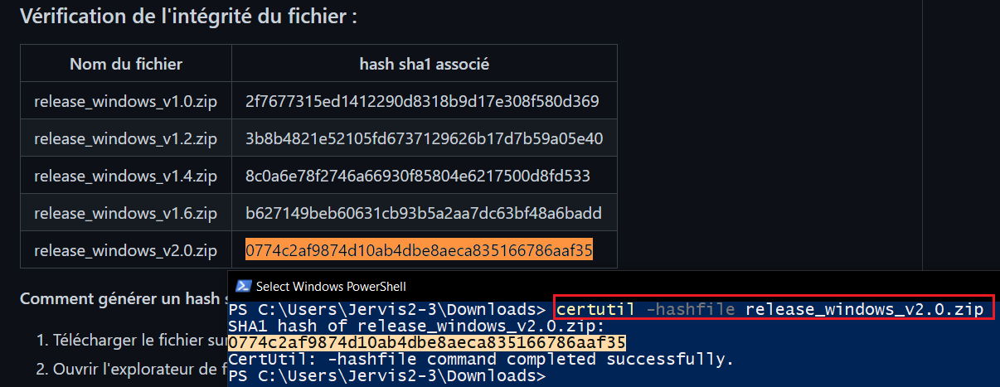 Vérification de l'intégrité du fichier :
Nom du fichier hash sha1 associé
release_windows_v1.0.zip 2f7677315ed1412290d8318b9d17e308f580d369
release_windows_v1.2.zip 3b8b4821e52105fd6737129626b17d7b59a05e40
release_windows_v1.4.zip 8c0a6e78f2746a66930f85804e6217500d8fd533
release_windows_v1.6.zip b627149beb60631cb93b5a2aa7dc63bf48a6badd
release_windows_v2.0.zip 0774c2af9874d10ab4dbe8aeca835166786aaf35
Comment générer un hash s
1. Télécharger le fichier sur
2. Ouvrir l'explorateur de f
Select Windows PowerShell
PS C:\Users\Jervis2-3\Downloads> certutil -hashfile release_windows_v2.0.zip
SHA1 hash of release_windows_v2.0.zip:
0774c2af9874d10ab4dbe8aeca835166786aaf35
CertUtil: -hashfile command completed successfully.
PS C:\Users\Jervis2-3\Downloads>